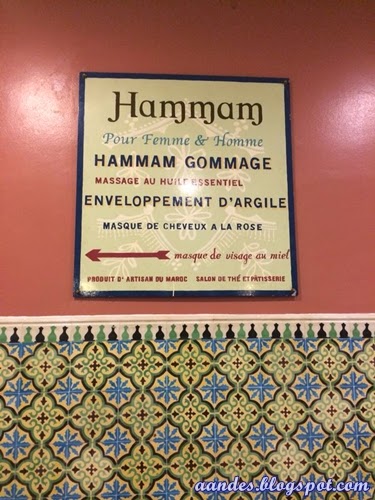 Hammam
Pour Femme & Homme
HAMMAM GOMMAGE
MASSAGE AU HUILE ESSENTIEL
ENVELOPPEMENT D'ARGILE
MASQUE DE CHEVEUX A LA ROSE
masque de visage au miel
PRODUIT D'ARTISAN DU MAROC SALON DE THÉ ET PÂTISSERIE
aandes.blogspot.com